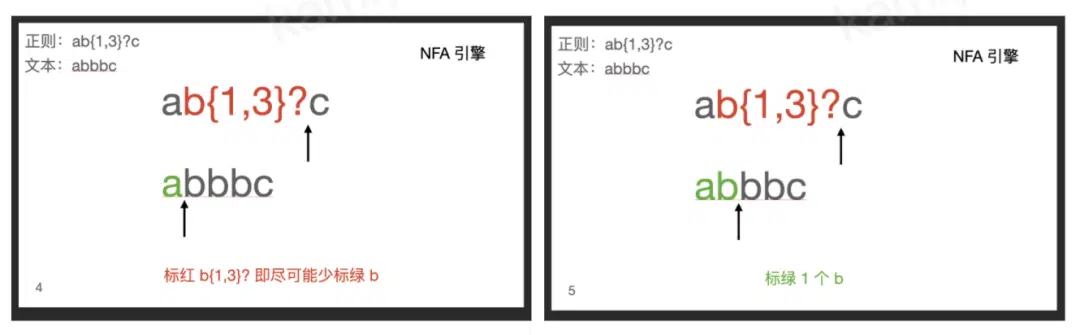 正则：ab{1,3}?c
文本：abbbc
NFA 引擎
ab{1,3}?c
abbbc
标红 b{1,3}? 即尽可能少标绿 b
4
正则：ab{1,3}?c
文本：abbbc
NFA 引擎
ab{1,3}?c
abbbc
标绿 1 个 b
5